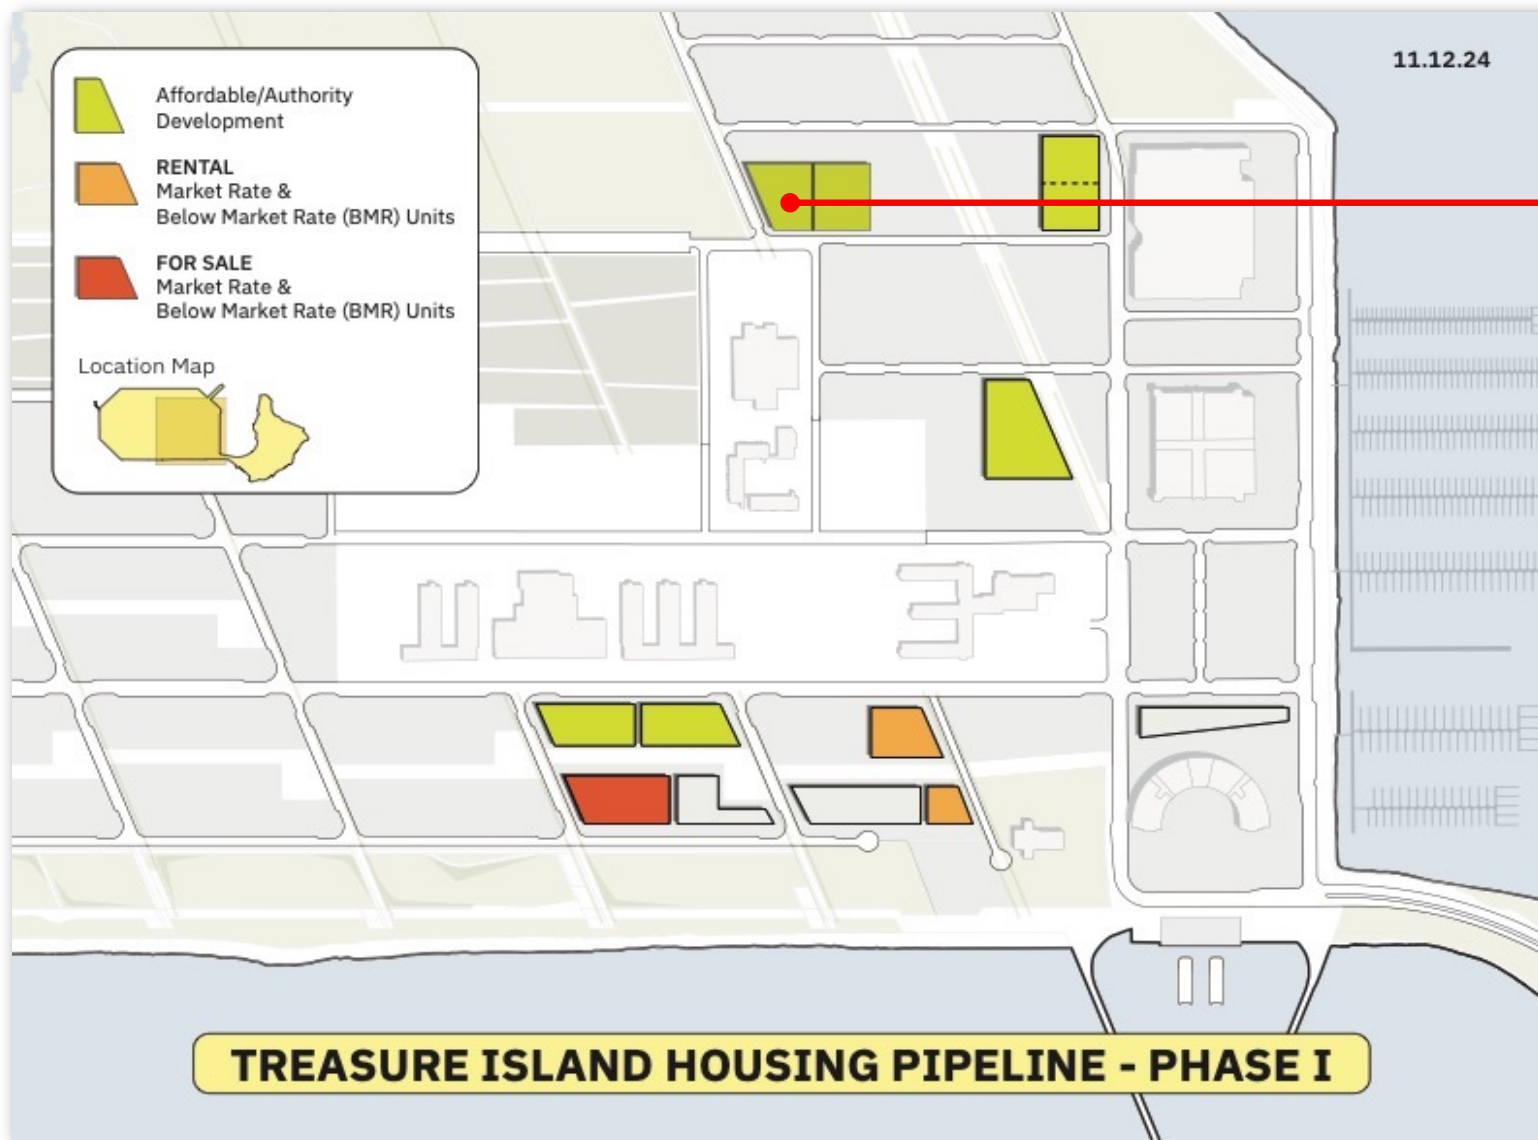 11.12.24
Affordable/Authority
Development
RENTAL
Market Rate &
Below Market Rate (BMR) Units
FOR SALE
Market Rate &
Below Market Rate (BMR) Units
Location Map
TREASURE ISLAND HOUSING PIPELINE - PHASE I